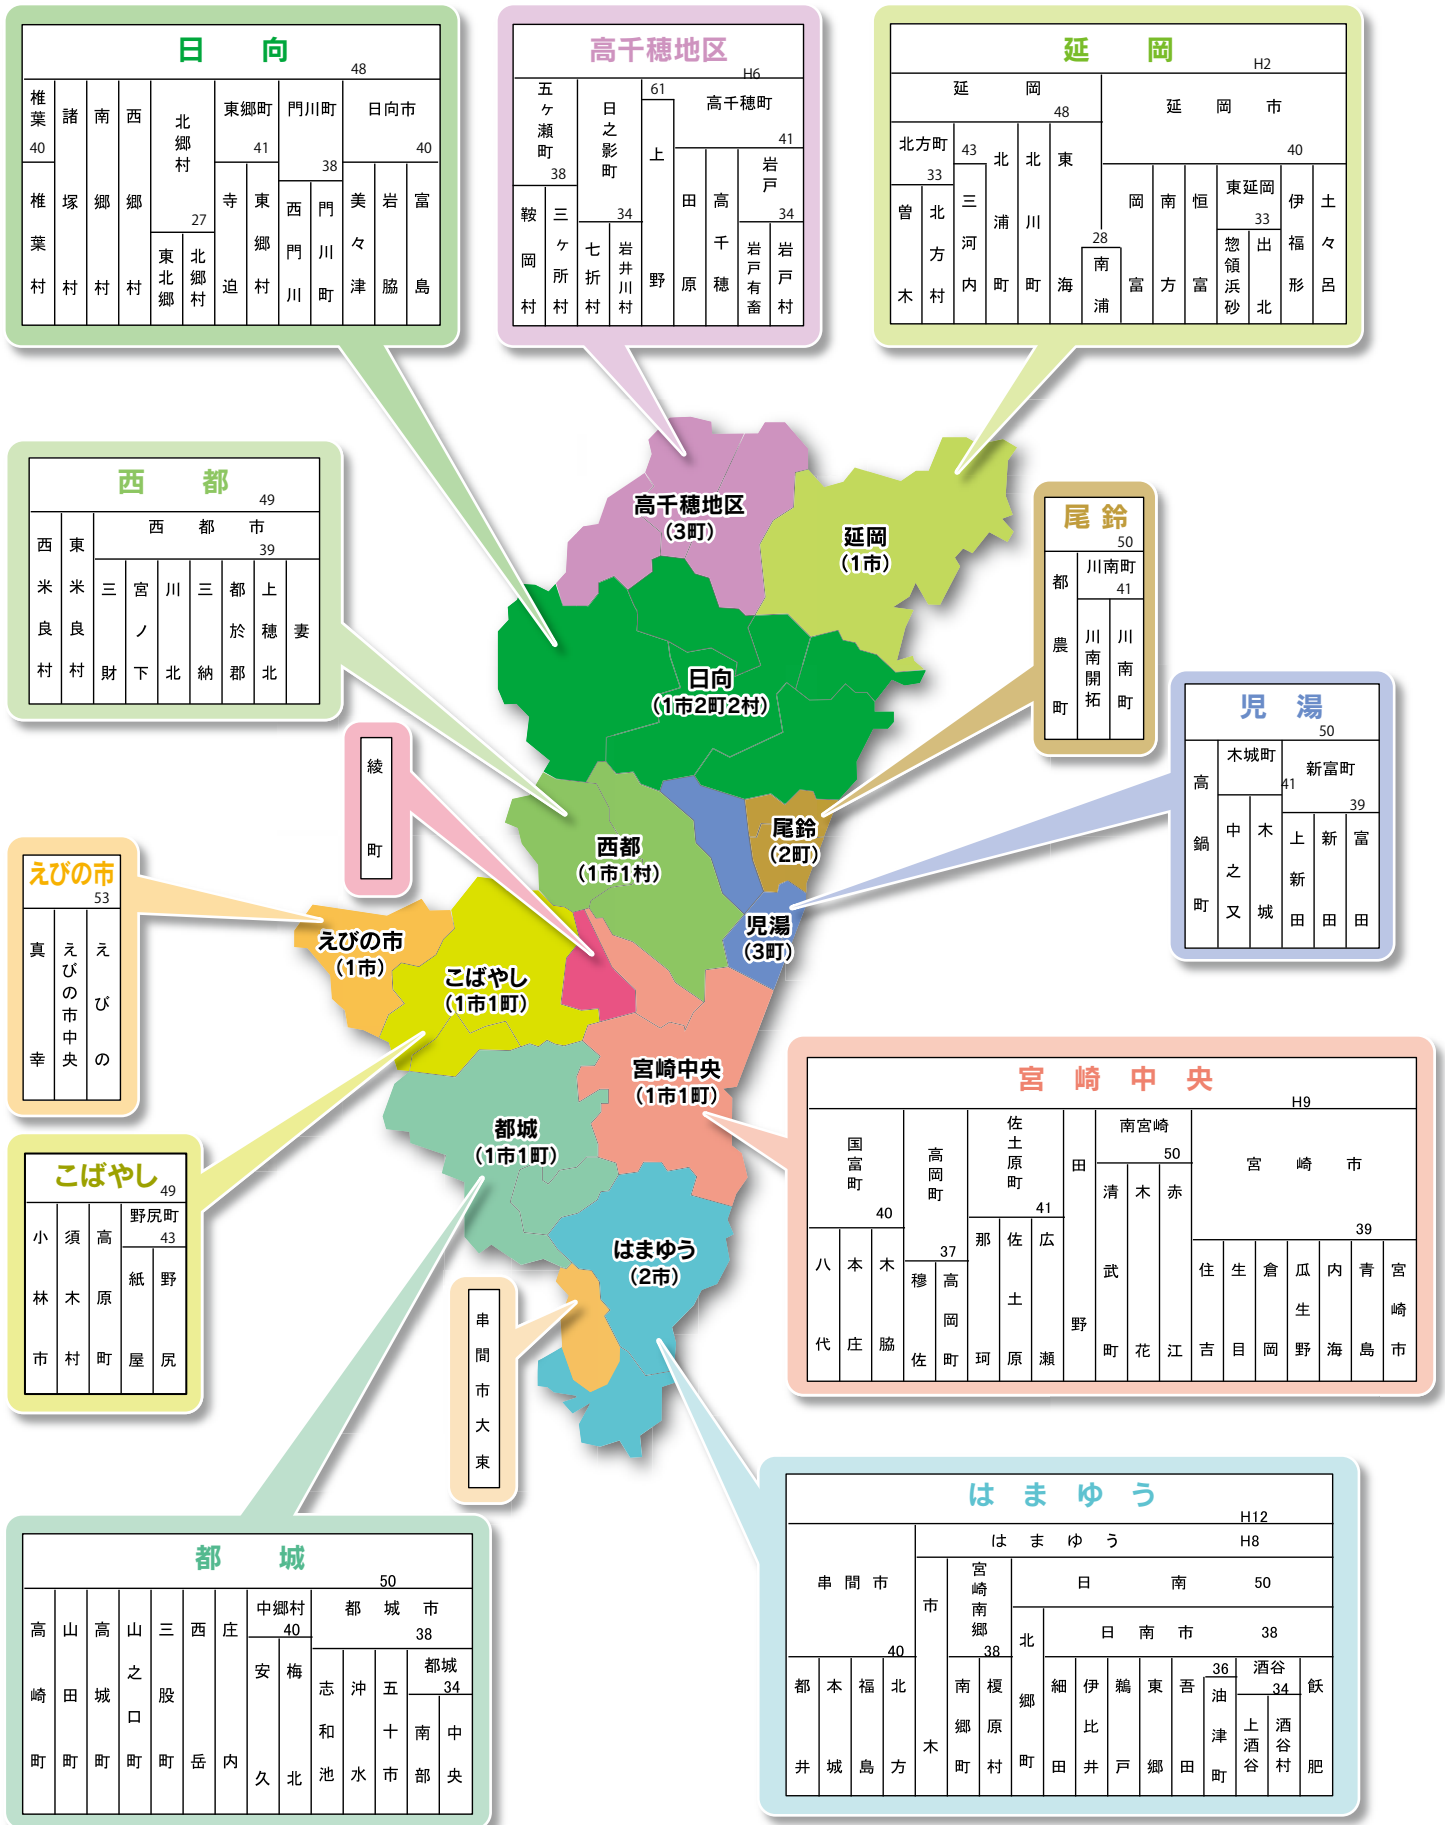 日　向
48
椎葉
40
椎葉村
諸塚村
南郷村
西郷村
北郷村
27
東北郷
北郷村
東郷町
41
寺迫
東郷村
門川町
38
西門川
門川町
日向市
40
美々津
岩脇
富島
高千穂地区
H6
五ヶ瀬町
38
鞍岡村
三ヶ所村
日之影町
34
七折村
岩井川村
61
上野
高千穂町
41
田原
高千穂
岩戸
34
岩戸有畜
岩戸村
延　岡
H2
延　岡
48
北方町
33
曽木
北方村
43
三河内
北浦町
北川町
東海
28
南浦
延　岡　市
40
岡富
南方
恒富
東延岡
33
惣領浜砂
出北
伊福形
土々呂
西　都
49
西米良村
東米良村
西　都　市
39
三財
宮ノ下
川北
三納
都於郡
上穂北
妻
尾鈴
50
都農町
川南町
41
川南開拓
川南町
児　湯
50
高鍋町
木城町
41
中之又
木城
新富町
39
上新田
新田
富田
綾町
えびの市
53
真幸
えびの市中央
えびの
こばやし
49
小林市
須木村
高原町
野尻町
43
紙屋
野尻
高千穂地区
(3町)
延岡
(1市)
日向
(1市2町2村)
西都
(1市1村)
尾鈴
(2町)
児湯
(3町)
えびの市
(1市)
こばやし
(1市1町)
宮崎中央
(1市1町)
都城
(1市1町)
はまゆう
(2市)
宮　崎　中　央
H9
国富町
40
八代
本庄
木脇
高岡町
37
穆佐
高岡町
佐土原町
41
那珂
佐土原
広瀬
田野
南宮崎
50
清武町
木花
赤江
宮　崎　市
39
住吉
生目
倉岡
瓜生野
内海
青島
宮崎市
串間市大東
都　城
50
高崎町
山田町
高城町
山之口町
三股町
西岳
庄内
中郷村
40
安久
梅北
都　城　市
38
志和池
沖水
五十市
都城
34
南部
中央
は　ま　ゆ　う
H12
串間市
40
都井
本城
福島
北方
は　ま　ゆ　う
H8
市木
宮崎南郷
38
南郷町
榎原村
日　南
50
北郷町
日　南　市
38
細田
伊比井
鵜戸
東郷
吾田
36
油津町
酒谷
34
上酒谷
酒谷村
飫肥